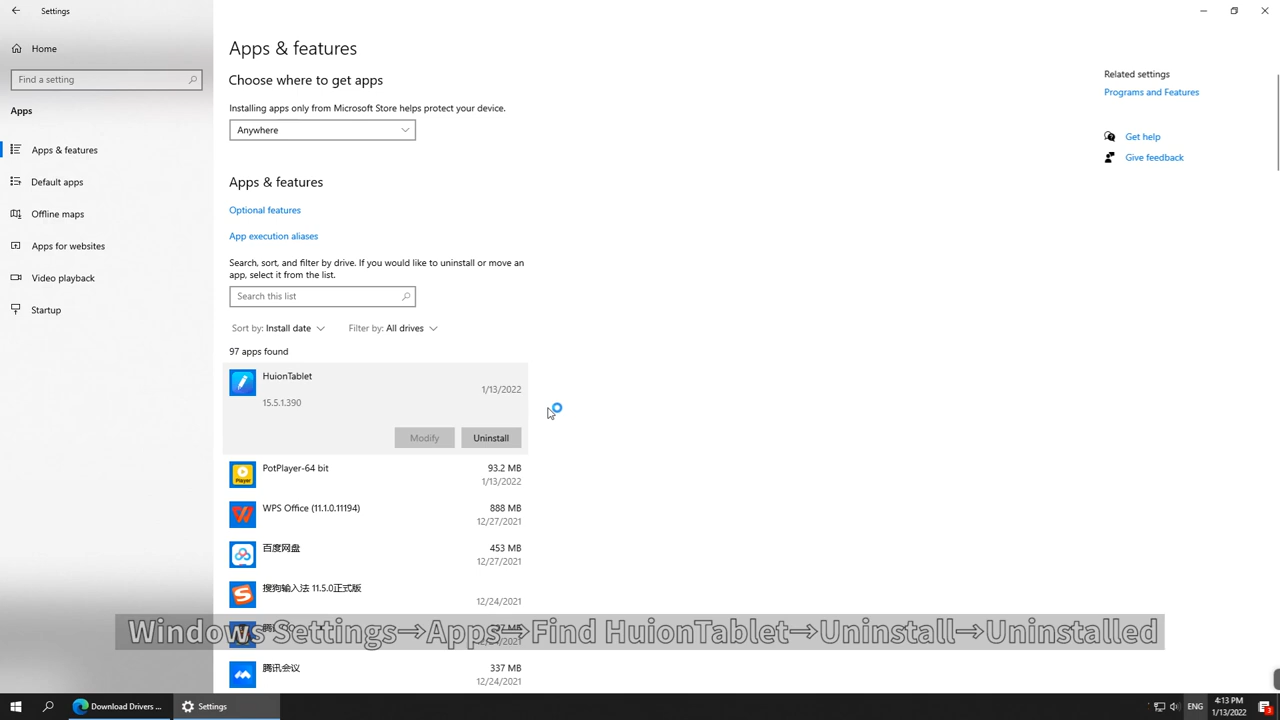 Settings
Home
Find a setting
Apps
Apps & features
Default apps
Offline maps
Apps for websites
Video playback
Startup
Apps & features
Choose where to get apps
Installing apps only from Microsoft Store helps protect your device.
Anywhere
Apps & features
Optional features
App execution aliases
Search, sort, and filter by drive. If you would like to uninstall or move an
app, select it from the list.
Search this list
Sort by: Install date
Filter by: All drives
97 apps found
HuionTablet
1/13/2022
15.5.1.390
Modify
Uninstall
PotPlayer-64 bit
93.2 MB
1/13/2022
WPS Office (11.1.0.11194)
888 MB
12/27/2021
百度网盘
453 MB
12/27/2021
搜狗输入法 11.5.0正式版
12/24/2021
Windows Settings→Apps→Find HuionTablet→Uninstall→Uninstalled
腾讯会议
337 MB
12/24/2021
Related settings
Programs and Features
Get help
Give feedback
Download Drivers ...
Settings
ENG
4:13 PM
1/13/2022